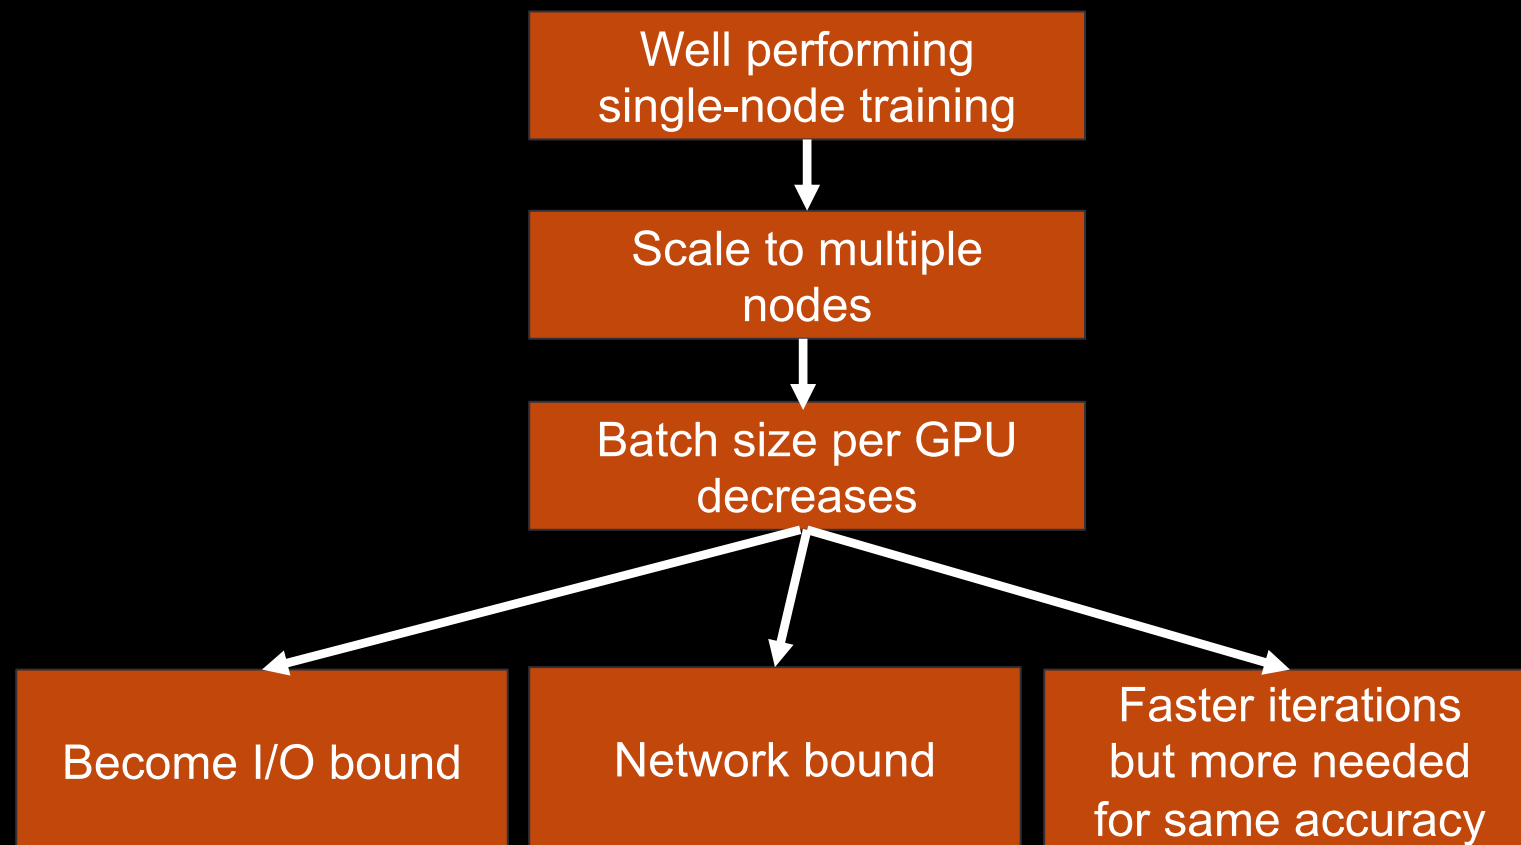 Well performing
single-node training
Scale to multiple
nodes
Batch size per GPU
decreases
Become I/O bound
Network bound
Faster iterations
but more needed
for same accuracy